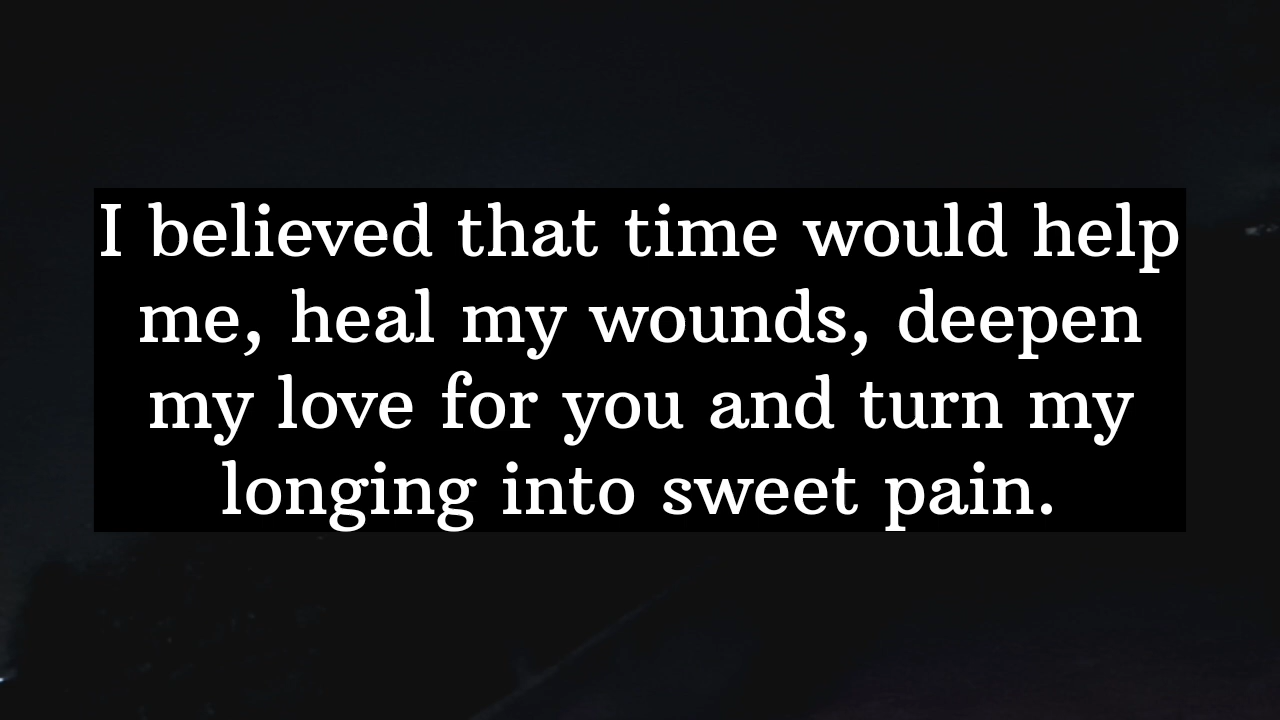 I believed that time would help
me, heal my wounds, deepen
my love for you and turn my
longing into sweet pain.